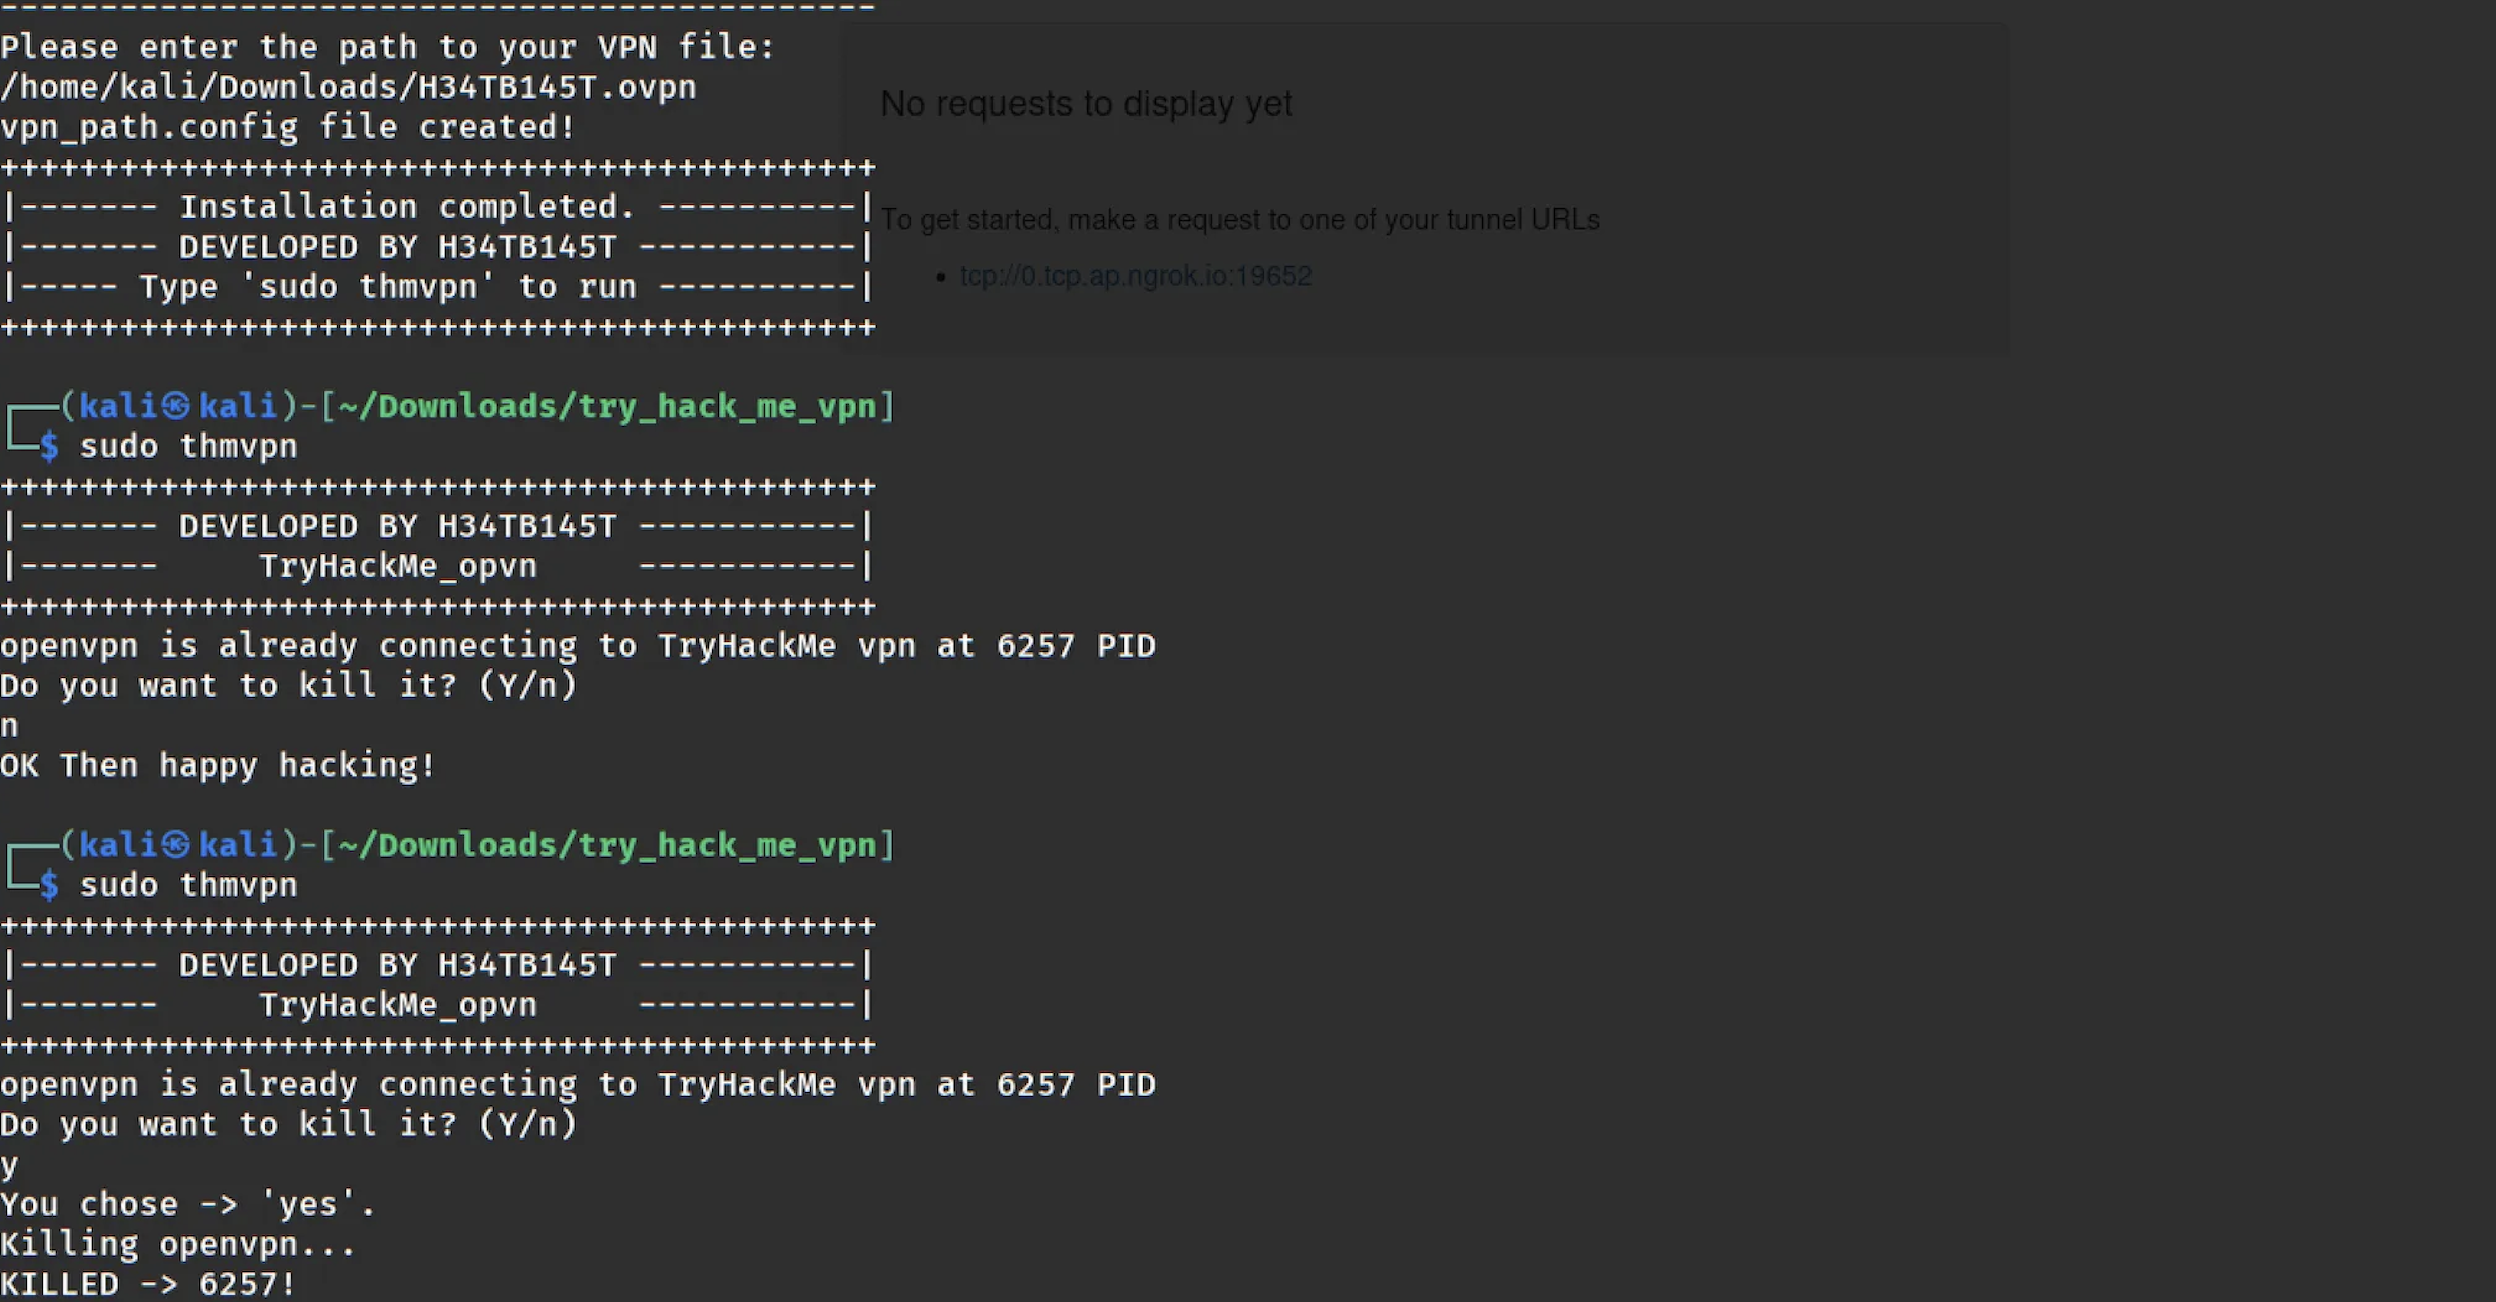 --------------------------------------------
Please enter the path to your VPN file:
/home/kali/Downloads/H34TB145T.ovpn
vpn_path.config file created!
++++++++++++++++++++++++++++++++++++++++++++
|------- Installation completed. ----------|
|------- DEVELOPED BY H34TB145T -----------|
|----- Type 'sudo thmvpn' to run ----------|
++++++++++++++++++++++++++++++++++++++++++++
No requests to display yet
To get started, make a request to one of your tunnel URLs
• tcp://0.tcp.ap.ngrok.io:19652
┌──(kali㉿kali)-[~/Downloads/try_hack_me_vpn]
└─$ sudo thmvpn
++++++++++++++++++++++++++++++++++++++++++++
|------- DEVELOPED BY H34TB145T -----------|
|-------     TryHackMe_opvn     -----------|
++++++++++++++++++++++++++++++++++++++++++++
openvpn is already connecting to TryHackMe vpn at 6257 PID
Do you want to kill it? (Y/n)
n
OK Then happy hacking!
┌──(kali㉿kali)-[~/Downloads/try_hack_me_vpn]
└─$ sudo thmvpn
++++++++++++++++++++++++++++++++++++++++++++
|------- DEVELOPED BY H34TB145T -----------|
|-------     TryHackMe_opvn     -----------|
++++++++++++++++++++++++++++++++++++++++++++
openvpn is already connecting to TryHackMe vpn at 6257 PID
Do you want to kill it? (Y/n)
y
You chose -> 'yes'.
Killing openvpn...
KILLED -> 6257!